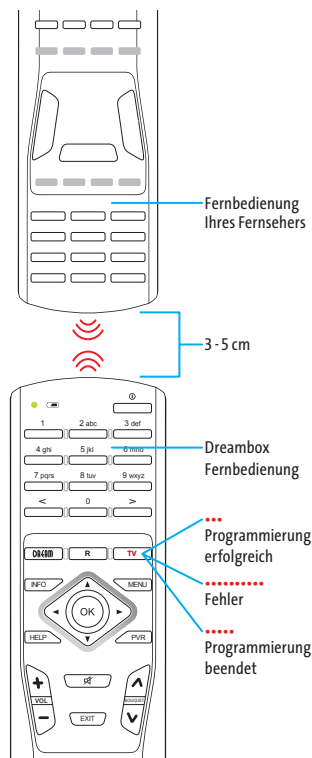 Fernbedienung
Ihres Fernsehers
3 - 5 cm
1 2 abc 3 def
4 ghi 5 jkl 6 mno
Dreambox
Fernbedienung
7 pqrs 8 tuv 9 wxyz
< 0 >
•••
Programmierung
erfolgreich
DREAM R TV
••••••••••
Fehler
INFO MENU
OK
•••••
Programmierung
beendet
HELP PVR
+
VOL BOUQUET
−
EXIT